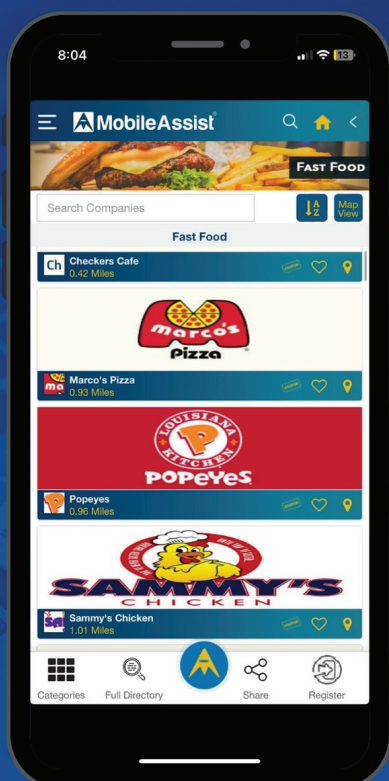 8:04
13
MobileAssist
FAST FOOD
Search Companies
A
Z
Map
View
Fast Food
Ch
Checkers Cafe
0.42 Miles
marco's
Pizza
ma
Marco's Pizza
0.93 Miles
LOUISIANA
KITCHEN
POPEYES
Popeyes
0.96 Miles
SAMMY'S
CHICKEN
SA
Sammy's Chicken
1.01 Miles
Categories
Full Directory
Share
Register